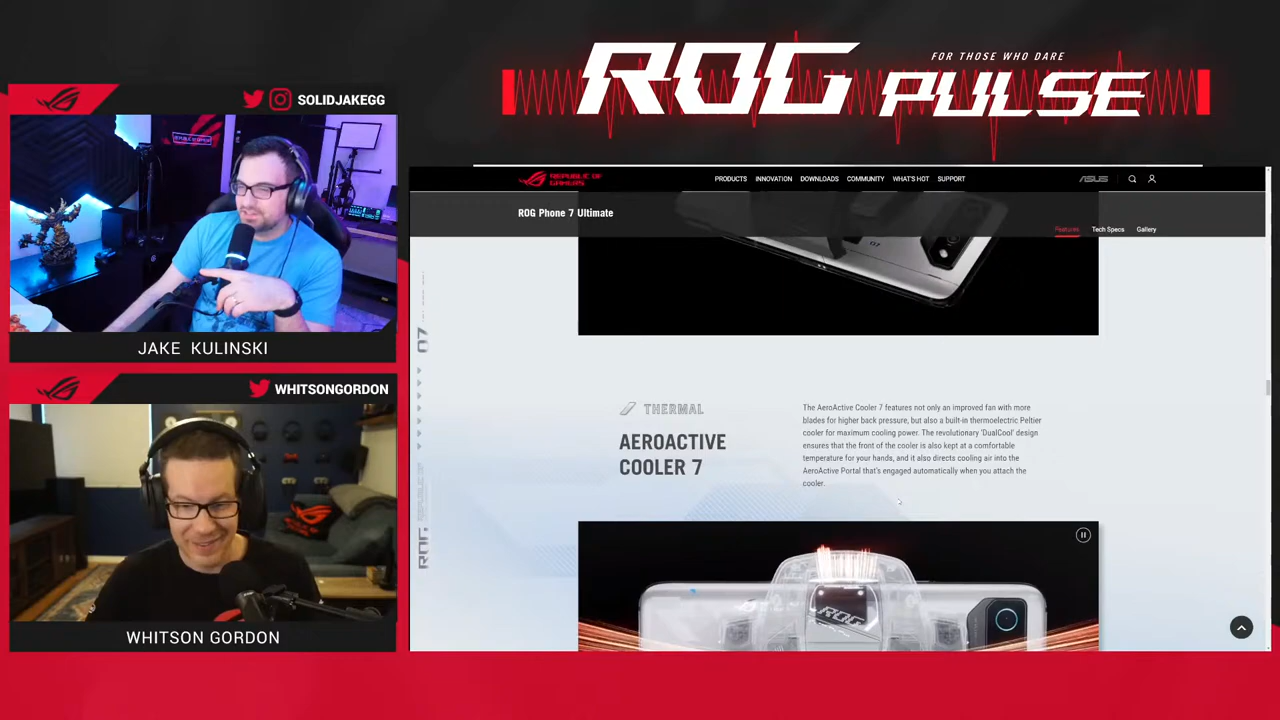 ROG
FOR THOSE WHO DARE
PULSE
SOLIDJAKEGG
JAKE KULINSKI
WHITSONGORDON
WHITSON GORDON
REPUBLIC OF
GAMERS
PRODUCTS INNOVATION DOWNLOADS COMMUNITY WHAT'S HOT SUPPORT
ASUS
ROG Phone 7 Ultimate
Features Tech Specs Gallery
07
ROG
THERMAL
AEROACTIVE
COOLER 7
The AeroActive Cooler 7 features not only an improved fan with more
blades for higher back pressure, but also a built-in thermoelectric Peltier
cooler for maximum cooling power. The revolutionary 'DualCool' design
ensures that the front of the cooler is also kept at a comfortable
temperature for your hands, and it also directs cooling air into the
AeroActive Portal that's engaged automatically when you attach the
cooler.
ROG